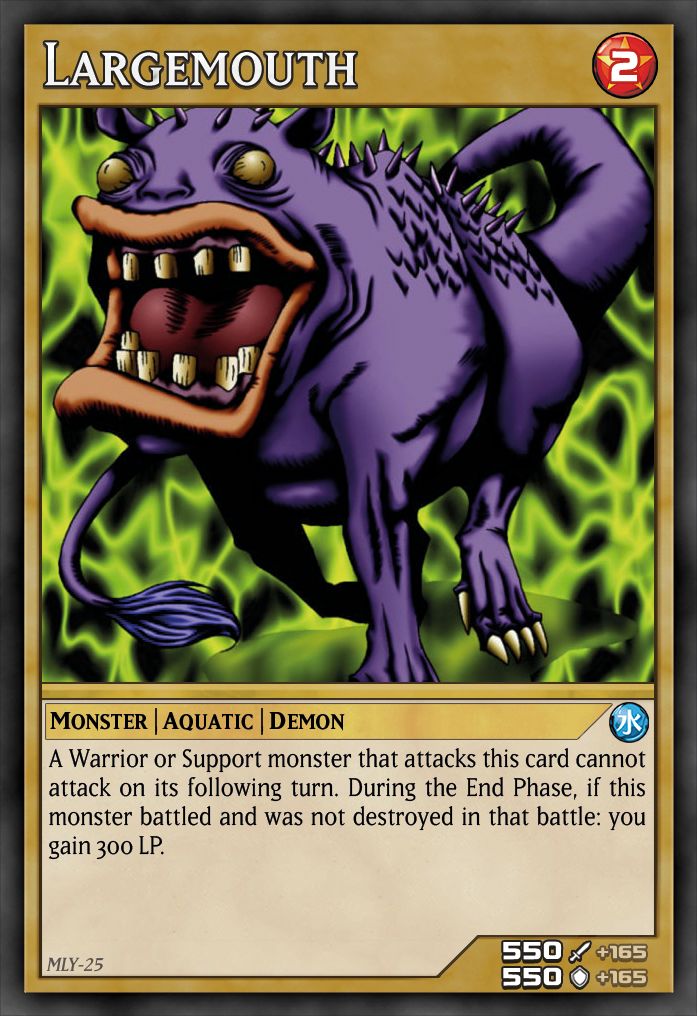 Largemouth
2
Monster | Aquatic | Demon
水
A Warrior or Support monster that attacks this card cannot
attack on its following turn. During the End Phase, if this
monster battled and was not destroyed in that battle: you
gain 300 LP.
550 +165
MLY-25
550 +165